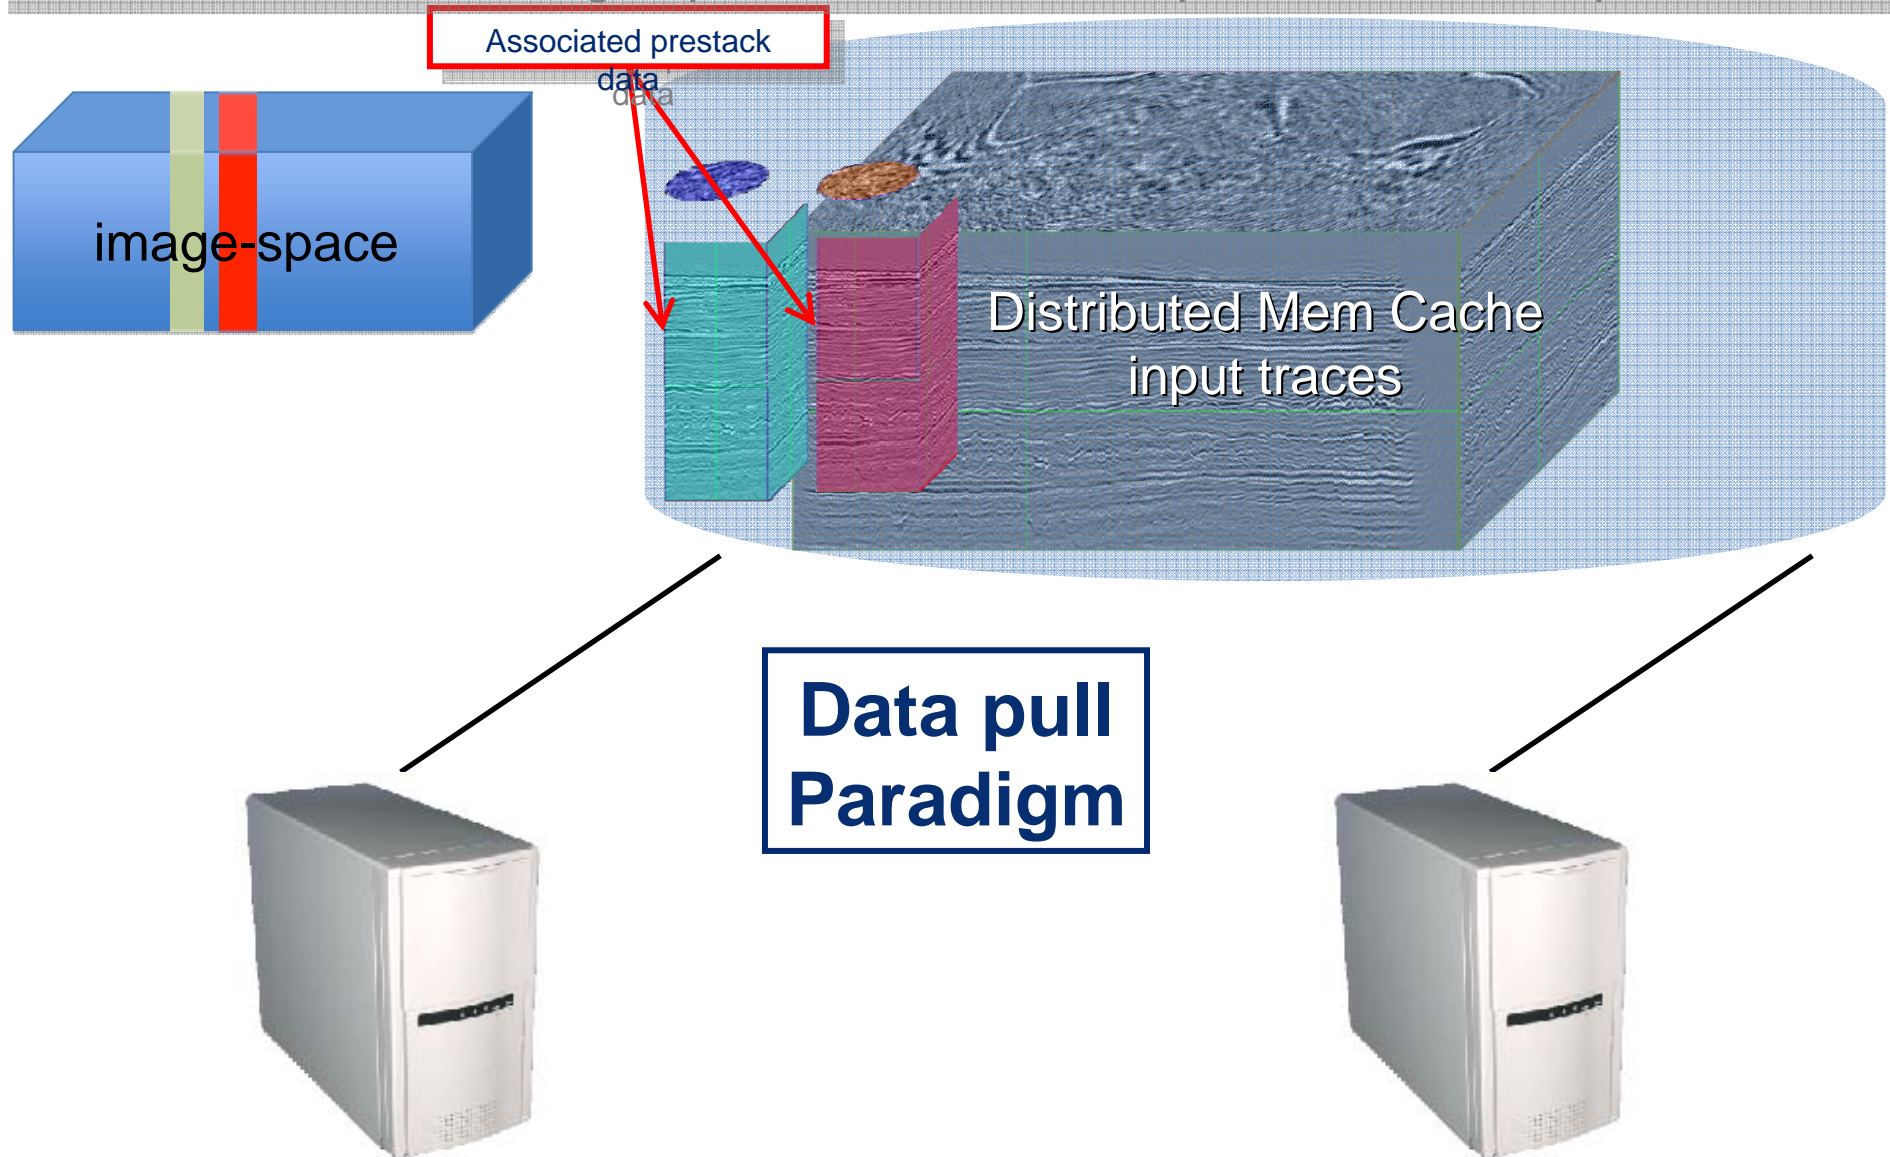 Associated prestack
data
image-space
Distributed Mem Cache
input traces
Data pull
Paradigm